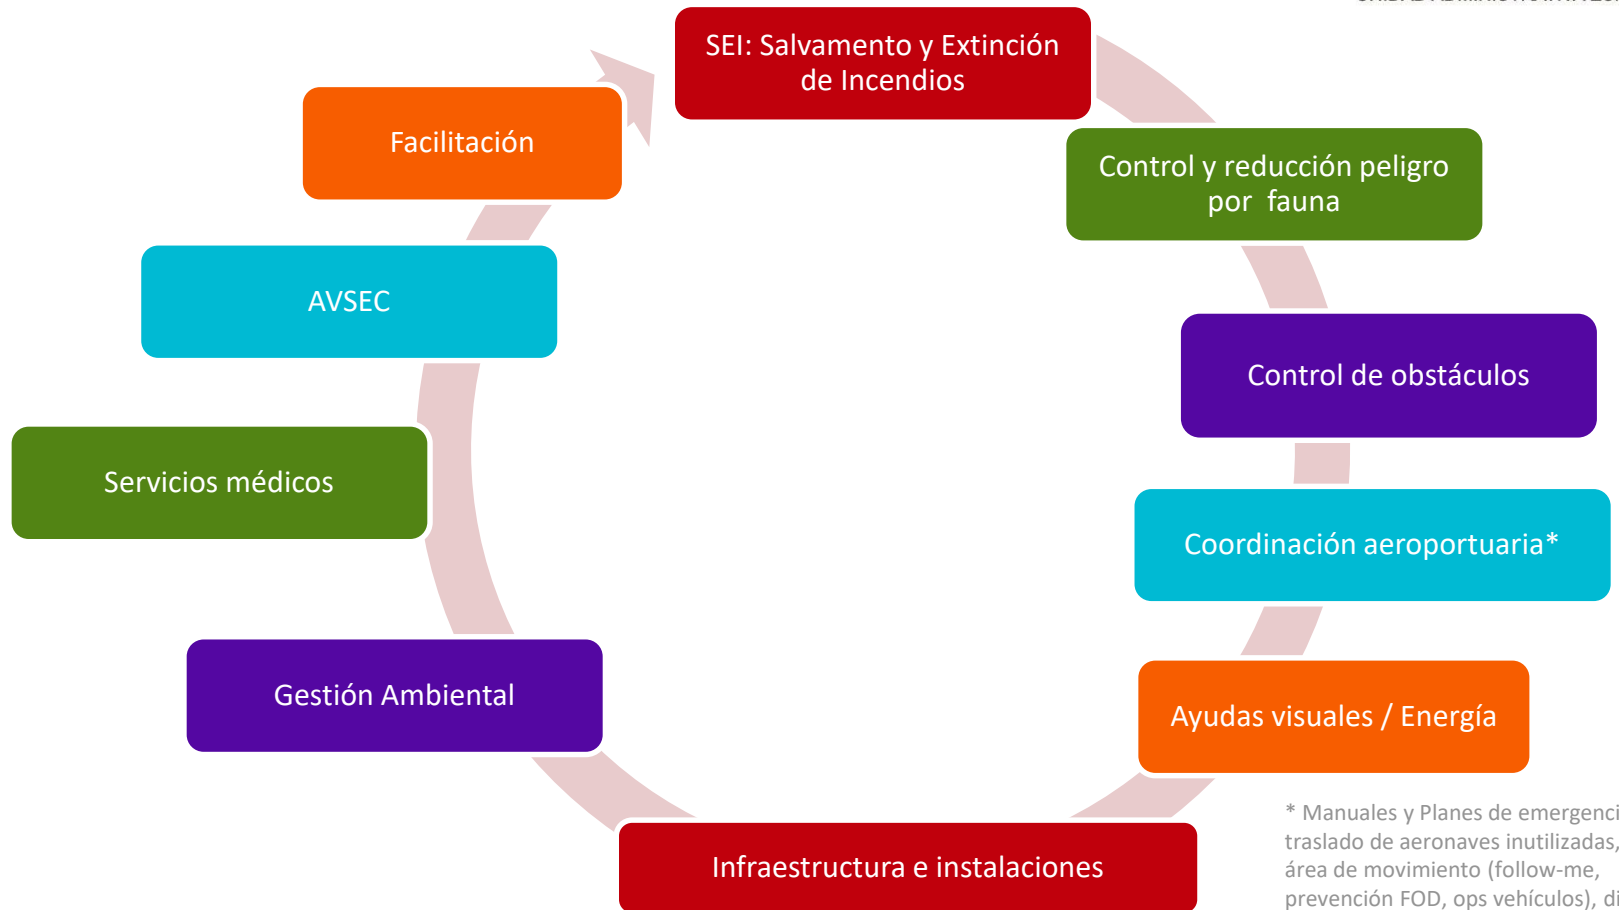 SEI: Salvamento y Extinción
de Incendios
Control y reducción peligro
por fauna
Control de obstáculos
Coordinación aeroportuaria*
Ayudas visuales / Energía
Infraestructura e instalaciones
Gestión Ambiental
Servicios médicos
AVSEC
Facilitación
* Manuales y Planes de emergenci
traslado de aeronaves inutilizadas,
área de movimiento (follow-me,
prevención FOD, ops vehículos), di